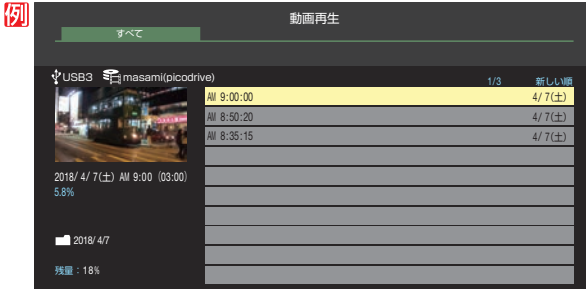 例
動画再生
すべて
USB3 masami(picodrive)
1/3 新しい順
AM 9:00:00 4/ 7(土)
AM 8:50:20 4/ 7(土)
AM 8:35:15 4/ 7(土)
2018/ 4/ 7(土) AM 9:00 (03:00)
5.8%
2018/ 4/7
残量：18%